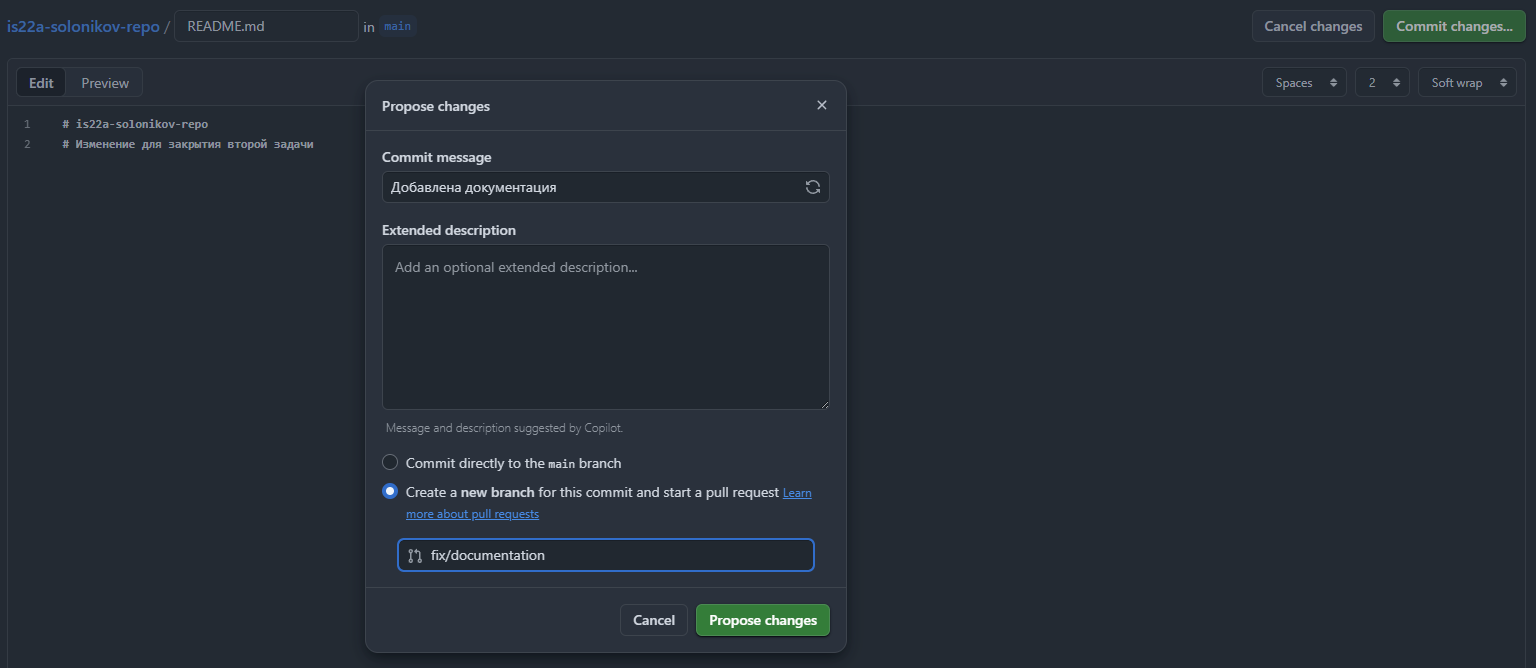 is22a-solonikov-repo / README.md in main Cancel changes Commit changes...
Edit Preview Spaces 2 Soft wrap
1 # is22a-solonikov-repo
2 # Изменение для закрытия второй задачи
Propose changes
Commit message
Добавлена документация
Extended description
Add an optional extended description...
Message and description suggested by Copilot.
Commit directly to the main branch
Create a new branch for this commit and start a pull request Learn
more about pull requests
fix/documentation
Cancel Propose changes